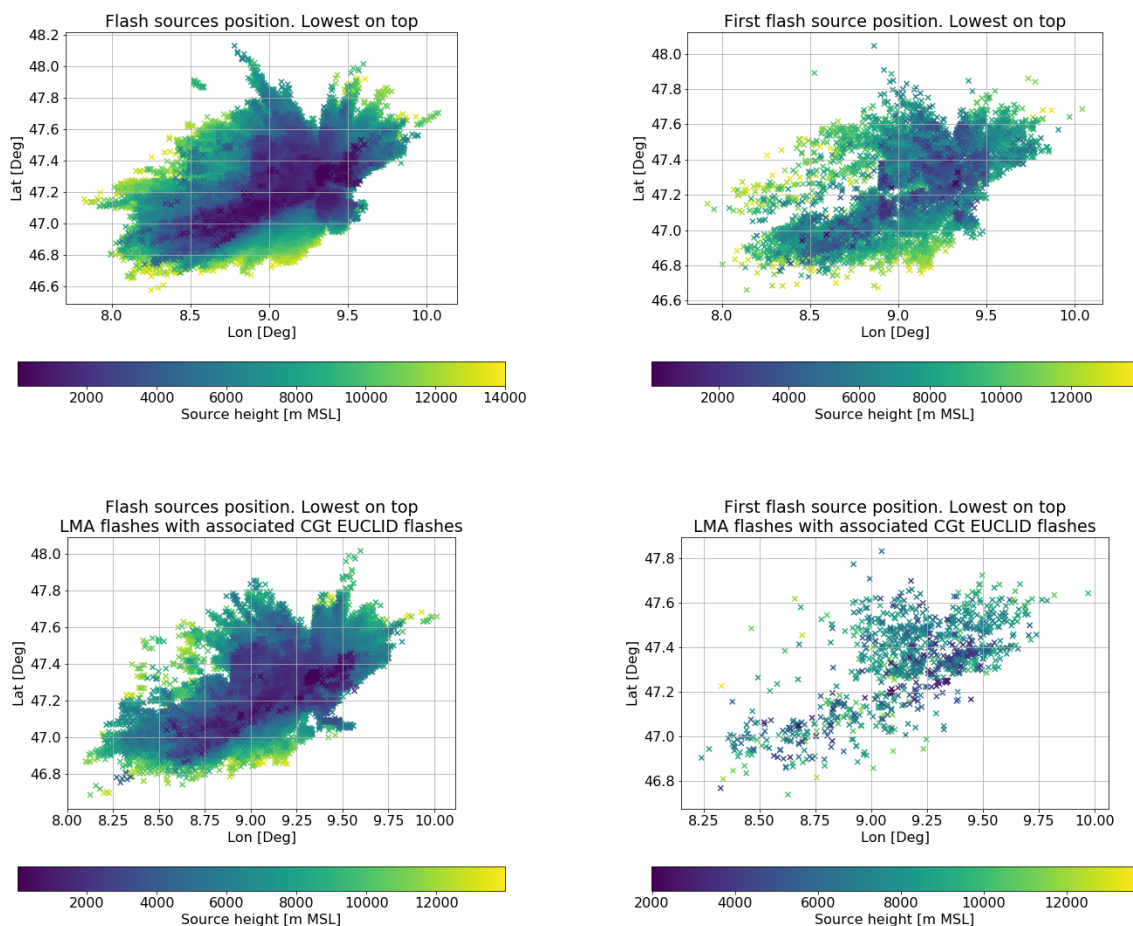 Flash sources position. Lowest on top
48.2
48.0
47.8
47.6
47.4
47.2
47.0
46.8
46.6
Lat [Deg]
8.0 8.5 9.0 9.5 10.0
Lon [Deg]
2000 4000 6000 8000 10000 12000 14000
Source height [m MSL]
First flash source position. Lowest on top
48.0
47.8
47.6
47.4
47.2
47.0
46.8
46.6
Lat [Deg]
8.0 8.5 9.0 9.5 10.0
Lon [Deg]
2000 4000 6000 8000 10000 12000
Source height [m MSL]
Flash sources position. Lowest on top
LMA flashes with associated CGt EUCLID flashes
48.0
47.8
47.6
47.4
47.2
47.0
46.8
Lat [Deg]
8.00 8.25 8.50 8.75 9.00 9.25 9.50 9.75 10.00
Lon [Deg]
2000 4000 6000 8000 10000 12000
Source height [m MSL]
First flash source position. Lowest on top
LMA flashes with associated CGt EUCLID flashes
47.8
47.6
47.4
47.2
47.0
46.8
Lat [Deg]
8.25 8.50 8.75 9.00 9.25 9.50 9.75 10.00
Lon [Deg]
2000 4000 6000 8000 10000 12000
Source height [m MSL]